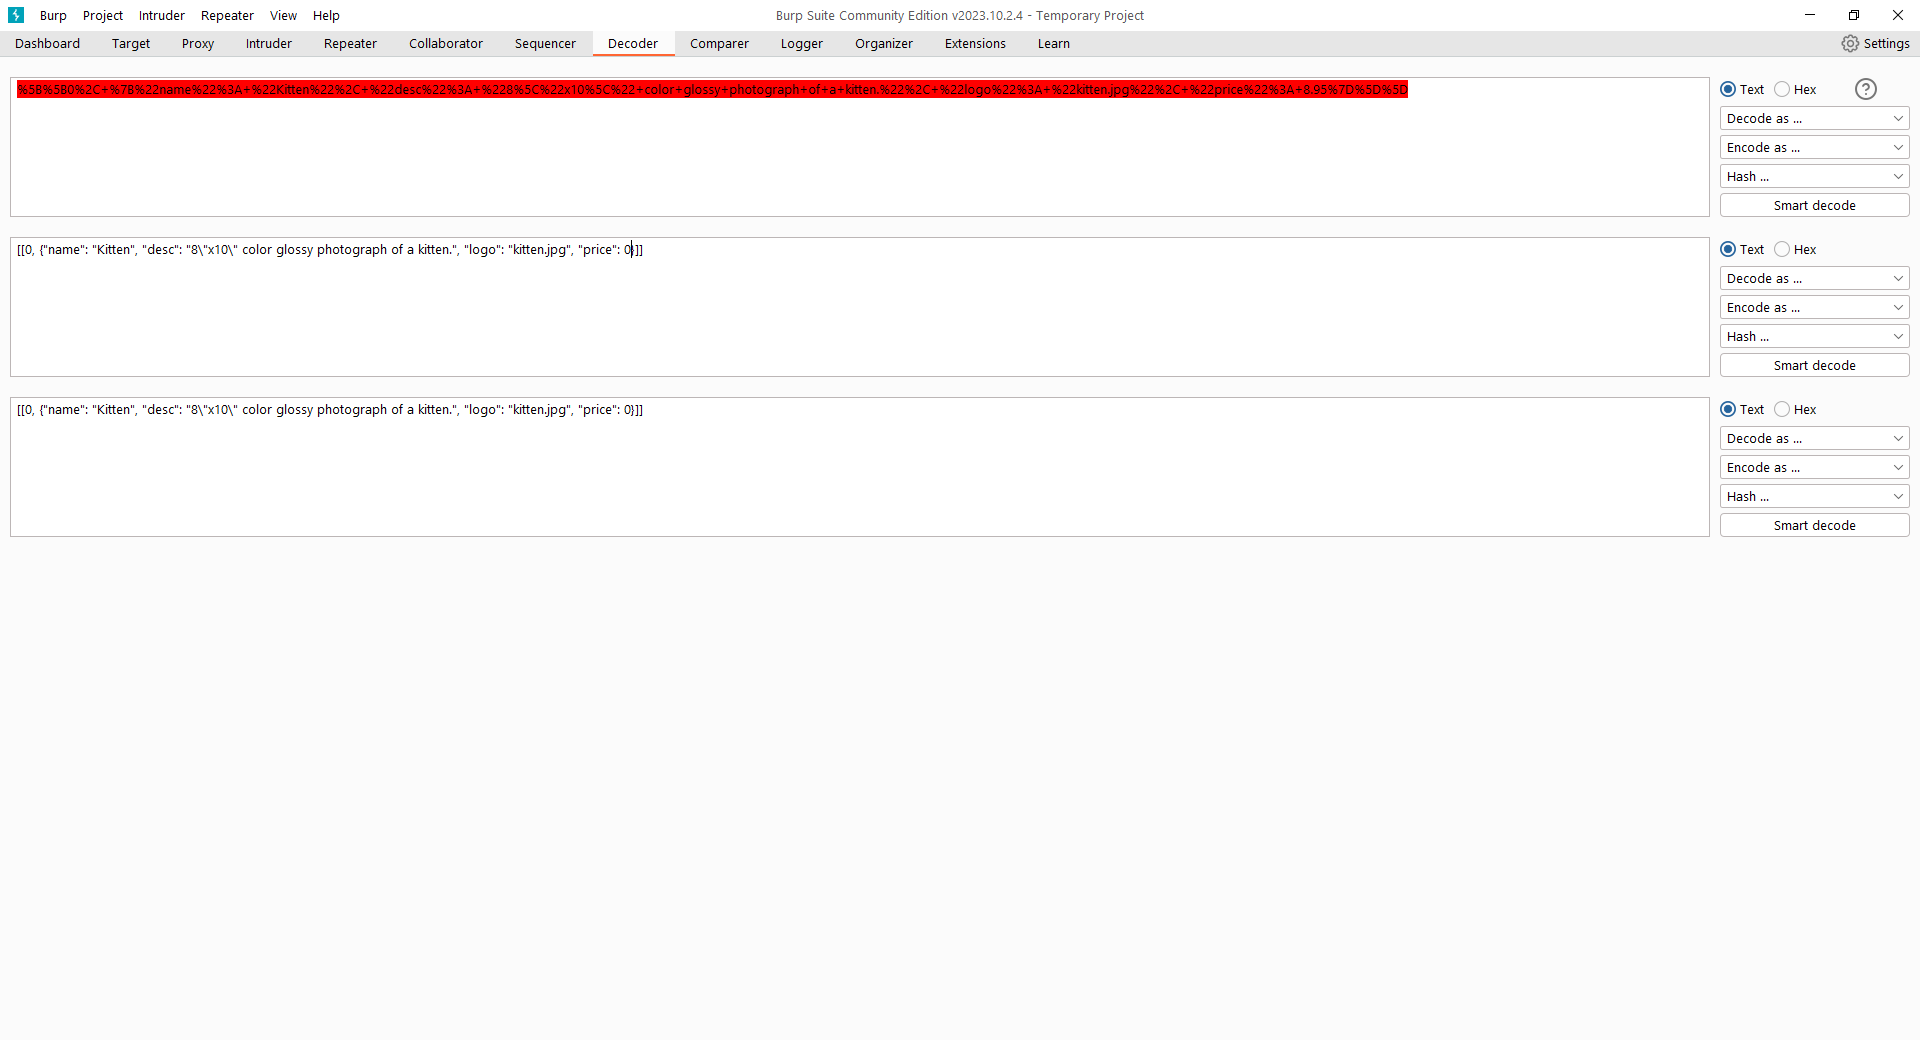 Burp Project Intruder Repeater View Help Burp Suite Community Edition v2023.10.2.4 - Temporary Project
Dashboard Target Proxy Intruder Repeater Collaborator Sequencer Decoder Comparer Logger Organizer Extensions Learn Settings
%5B%5B0%2C+%7B%22name%22%3A+%22Kitten%22%2C+%22desc%22%3A+%228%5C%22x10%5C%22+color+glossy+photograph+of+a+kitten.%22%2C+%22logo%22%3A+%22kitten.jpg%22%2C+%22price%22%3A+8.95%7D%5D%5D
Text Hex ?
Decode as ...
Encode as ...
Hash ...
Smart decode
[[0, {"name": "Kitten", "desc": "8\"x10\" color glossy photograph of a kitten.", "logo": "kitten.jpg", "price": 0}]]
Text Hex
Decode as ...
Encode as ...
Hash ...
Smart decode
[[0, {"name": "Kitten", "desc": "8\"x10\" color glossy photograph of a kitten.", "logo": "kitten.jpg", "price": 0}]]
Text Hex
Decode as ...
Encode as ...
Hash ...
Smart decode